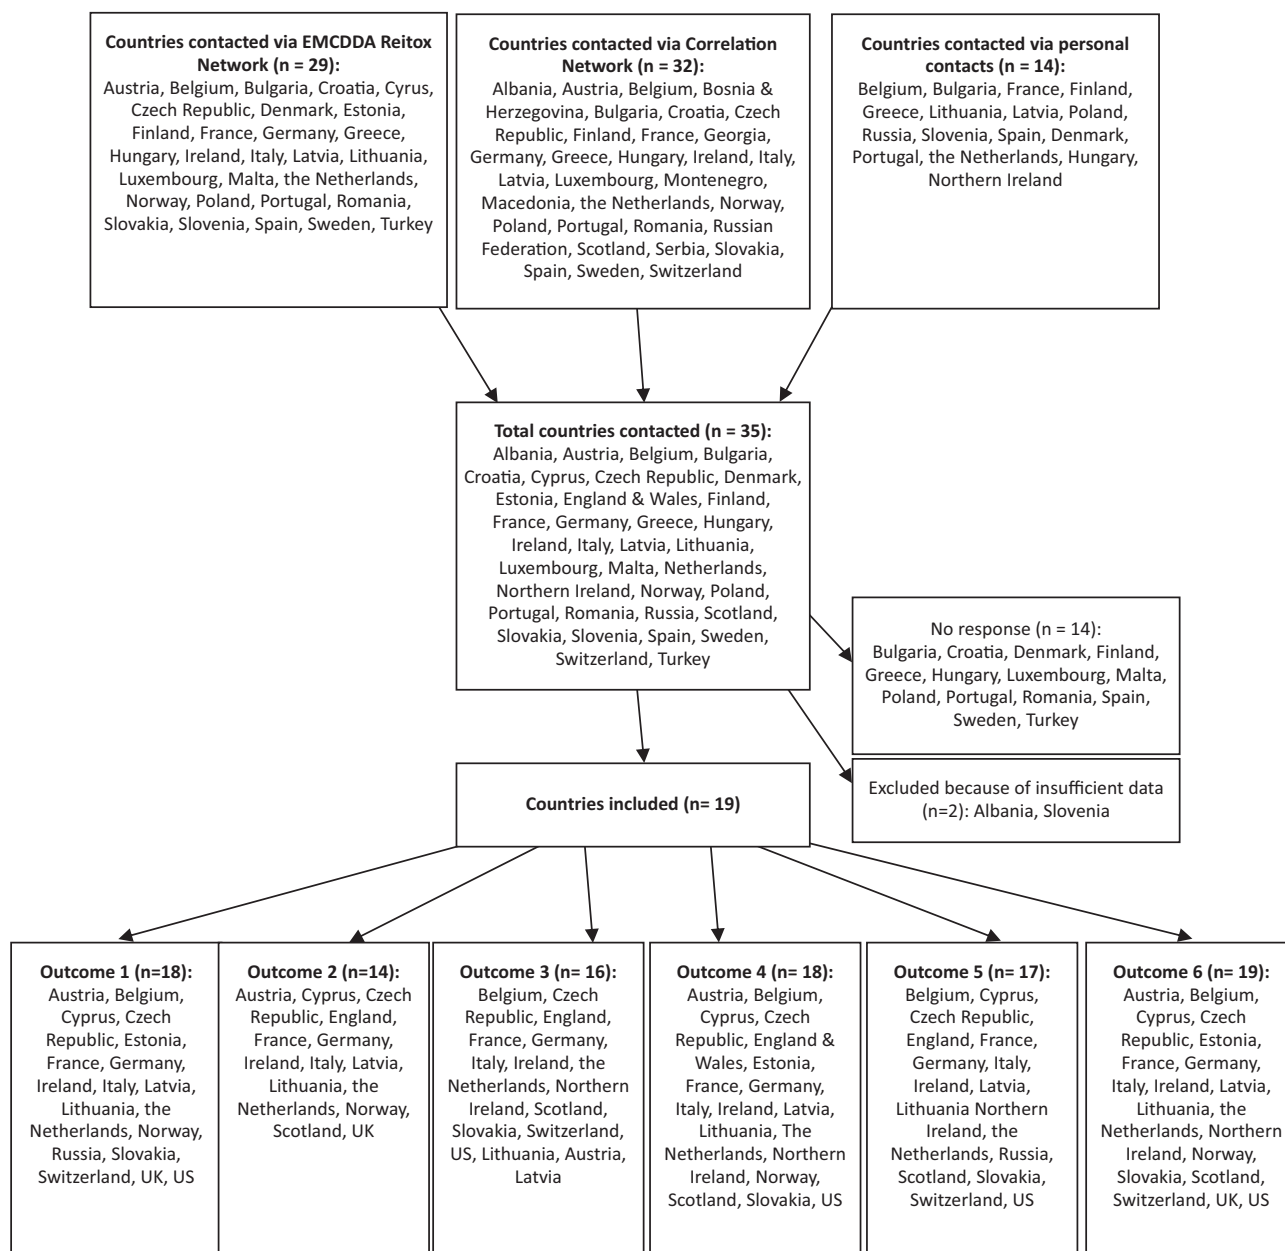 Countries contacted via EMCDDA Reitox
Network (n = 29):
Austria, Belgium, Bulgaria, Croatia, Cyrus,
Czech Republic, Denmark, Estonia,
Finland, France, Germany, Greece,
Hungary, Ireland, Italy, Latvia, Lithuania,
Luxembourg, Malta, the Netherlands,
Norway, Poland, Portugal, Romania,
Slovakia, Slovenia, Spain, Sweden, Turkey
Countries contacted via Correlation
Network (n = 32):
Albania, Austria, Belgium, Bosnia &
Herzegovina, Bulgaria, Croatia, Czech
Republic, Finland, France, Georgia,
Germany, Greece, Hungary, Ireland, Italy,
Latvia, Luxembourg, Montenegro,
Macedonia, the Netherlands, Norway,
Poland, Portugal, Romania, Russian
Federation, Scotland, Serbia, Slovakia,
Spain, Sweden, Switzerland
Countries contacted via personal
contacts (n = 14):
Belgium, Bulgaria, France, Finland,
Greece, Lithuania, Latvia, Poland,
Russia, Slovenia, Spain, Denmark,
Portugal, the Netherlands, Hungary,
Northern Ireland
Total countries contacted (n = 35):
Albania, Austria, Belgium, Bulgaria,
Croatia, Cyprus, Czech Republic, Denmark,
Estonia, England & Wales, Finland,
France, Germany, Greece, Hungary,
Ireland, Italy, Latvia, Lithuania,
Luxembourg, Malta, Netherlands,
Northern Ireland, Norway, Poland,
Portugal, Romania, Russia, Scotland,
Slovakia, Slovenia, Spain, Sweden,
Switzerland, Turkey
No response (n = 14):
Bulgaria, Croatia, Denmark, Finland,
Greece, Hungary, Luxembourg, Malta,
Poland, Portugal, Romania, Spain,
Sweden, Turkey
Excluded because of insufficient data
(n=2): Albania, Slovenia
Countries included (n= 19)
Outcome 1 (n=18):
Austria, Belgium,
Cyprus, Czech
Republic, Estonia,
France, Germany,
Ireland, Italy, Latvia,
Lithuania, the
Netherlands, Norway,
Russia, Slovakia,
Switzerland, UK, US
Outcome 2 (n=14):
Austria, Cyprus, Czech
Republic, England,
France, Germany,
Ireland, Italy, Latvia,
Lithuania, the
Netherlands, Norway,
Scotland, UK
Outcome 3 (n= 16):
Belgium, Czech
Republic, England,
France, Germany,
Italy, Ireland, the
Netherlands, Northern
Ireland, Scotland,
Slovakia, Switzerland,
US, Lithuania, Austria,
Latvia
Outcome 4 (n= 18):
Austria, Belgium,
Cyprus, Czech
Republic, England &
Wales, Estonia,
France, Germany,
Italy, Ireland, Latvia,
Lithuania, The
Netherlands, Northern
Ireland, Norway,
Scotland, Slovakia, US
Outcome 5 (n= 17):
Belgium, Cyprus,
Czech Republic,
England, France,
Germany, Italy,
Ireland, Latvia,
Lithuania Northern
Ireland, the
Netherlands, Russia,
Scotland, Slovakia,
Switzerland, US
Outcome 6 (n= 19):
Austria, Belgium,
Cyprus, Czech
Republic, Estonia,
France, Germany,
Italy, Ireland, Latvia,
Lithuania, the
Netherlands, Northern
Ireland, Norway,
Slovakia, Scotland,
Switzerland, UK, US